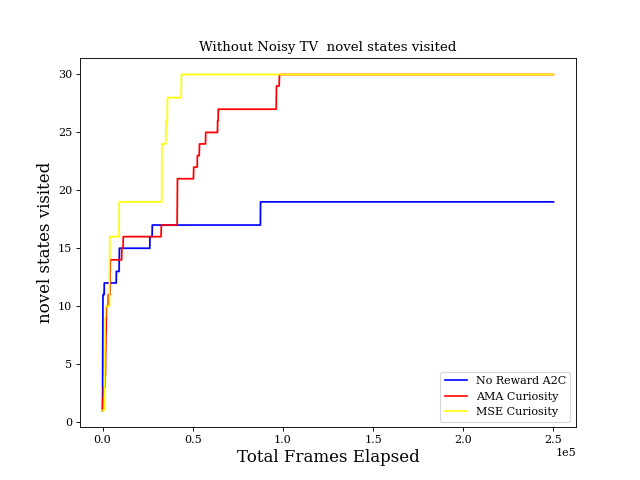 Without Noisy TV  novel states visited
novel states visited
30
25
20
15
10
5
0
0.0
0.5
1.0
1.5
2.0
2.5
1e5
Total Frames Elapsed
No Reward A2C
AMA Curiosity
MSE Curiosity